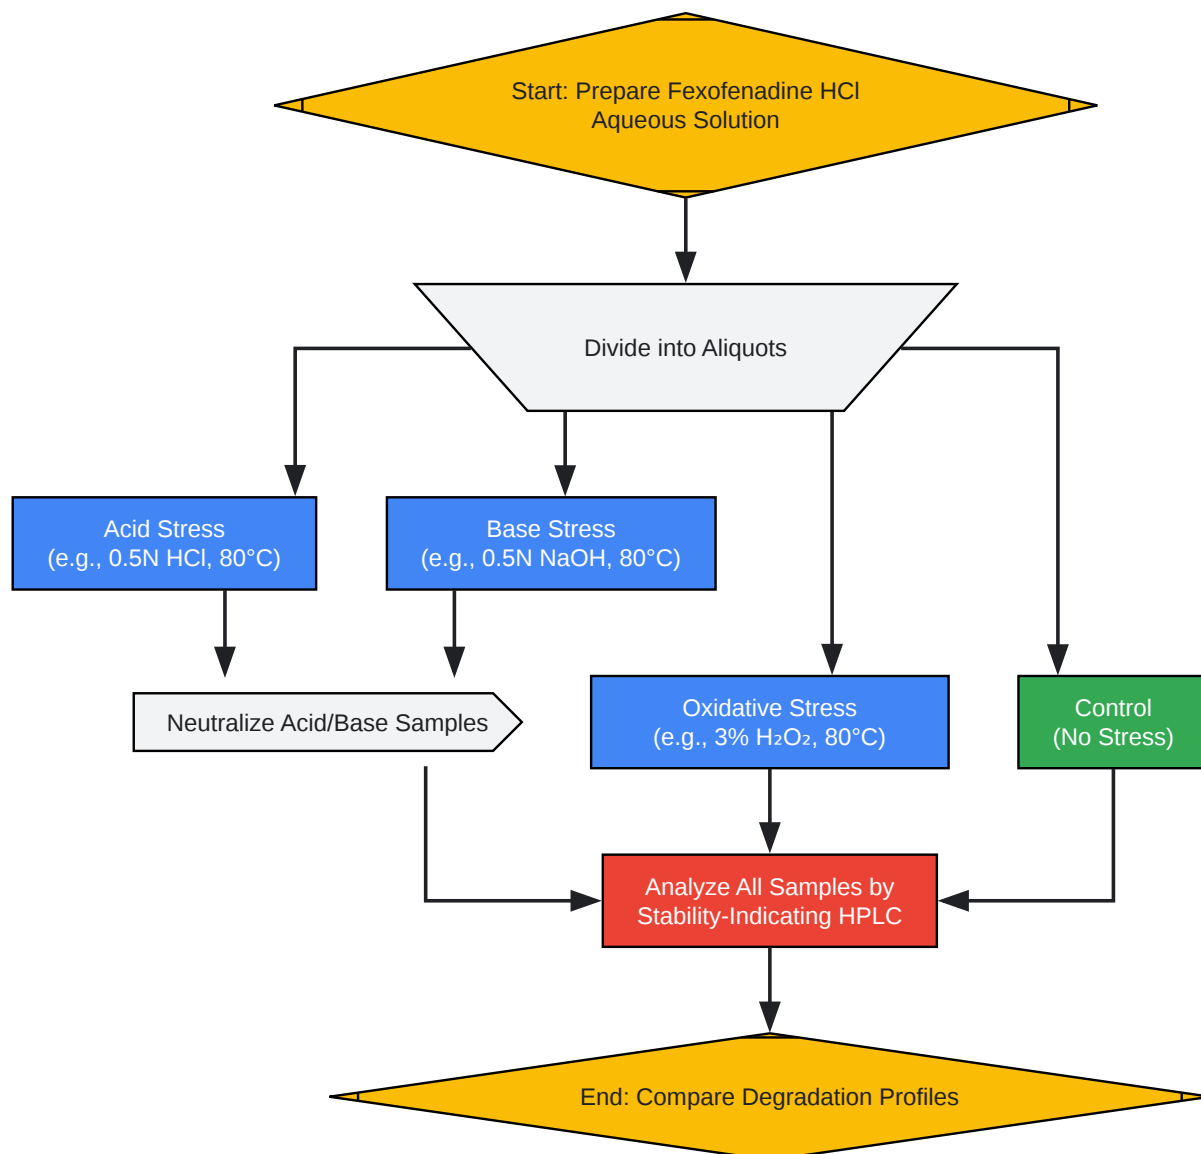 Start: Prepare Fexofenadine HCl
Aqueous Solution
Divide into Aliquots
Acid Stress
(e.g., 0.5N HCl, 80°C)
Base Stress
(e.g., 0.5N NaOH, 80°C)
Neutralize Acid/Base Samples
Oxidative Stress
(e.g., 3% H₂O₂, 80°C)
Control
(No Stress)
Analyze All Samples by
Stability-Indicating HPLC
End: Compare Degradation Profiles